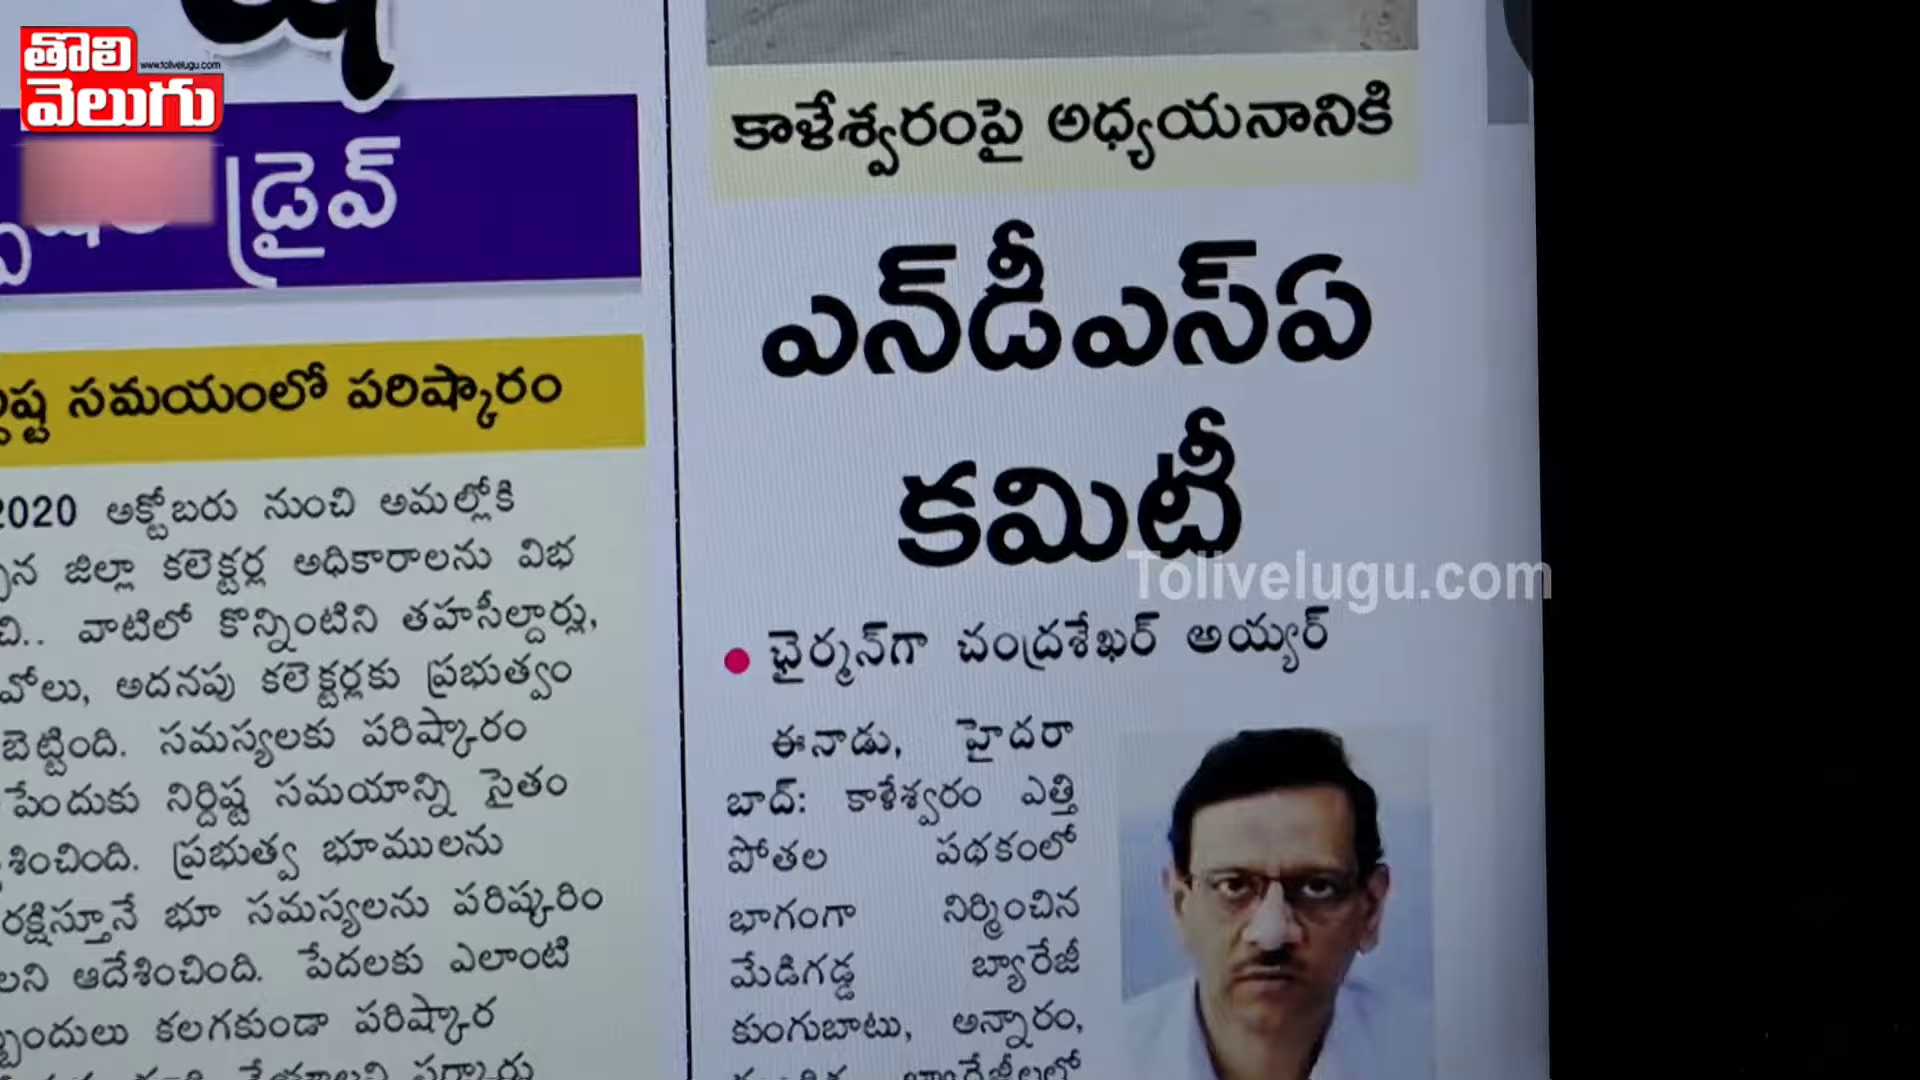 తొలి
www.tolivelugu.com
వెలుగు
డ్రైవ్
సమయంలో పరిష్కారం
2020 అక్టోబరు నుంచి అమల్లోకి
జిల్లా కలెక్టర్ల అధికారాలను విభ
వాటిలో కొన్నింటిని తహసీల్దార్లు,
అదనపు కలెక్టర్లకు ప్రభుత్వం
సమస్యలకు పరిష్కారం
నిర్దిష్ట సమయాన్ని సైతం
ప్రభుత్వ భూములను
భూ సమస్యలను పరిష్కరిం
ఆదేశించింది. పేదలకు ఎలాంటి
కలగకుండా పరిష్కార
కాళేశ్వరంపై అధ్యయనానికి
ఎన్‌డీఎస్‌ఏ
కమిటీ
Tolivelugu.com
• ఛైర్మన్‌గా చంద్రశేఖర్ అయ్యర్
ఈనాడు, హైదరా
బాద్: కాళేశ్వరం ఎత్తి
పోతల పథకంలో
భాగంగా నిర్మించిన
మేడిగడ్డ బ్యారేజీ
కుంగుబాటు, అన్నారం,